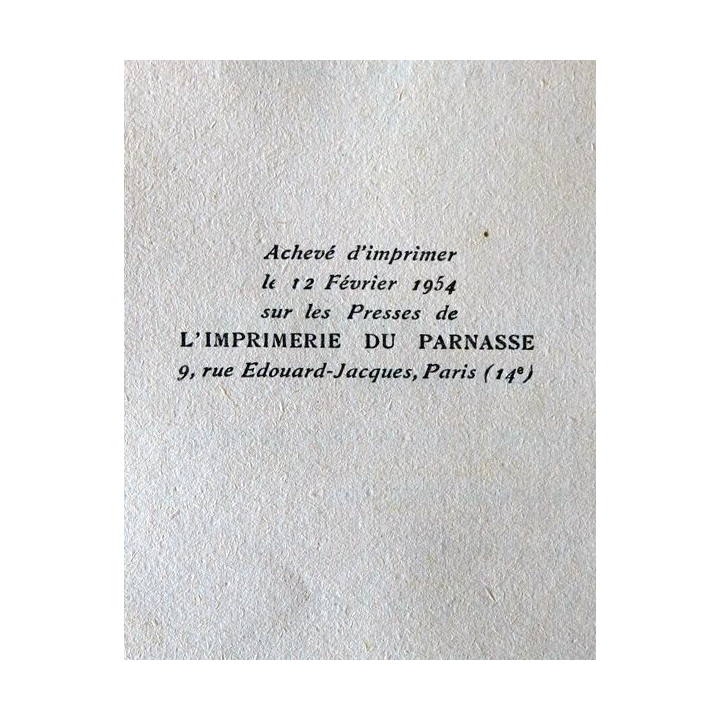 Achevé d'imprimer
le 12 Février 1954
sur les Presses de
L'IMPRIMERIE DU PARNASSE
9, rue Edouard-Jacques, Paris (14e)